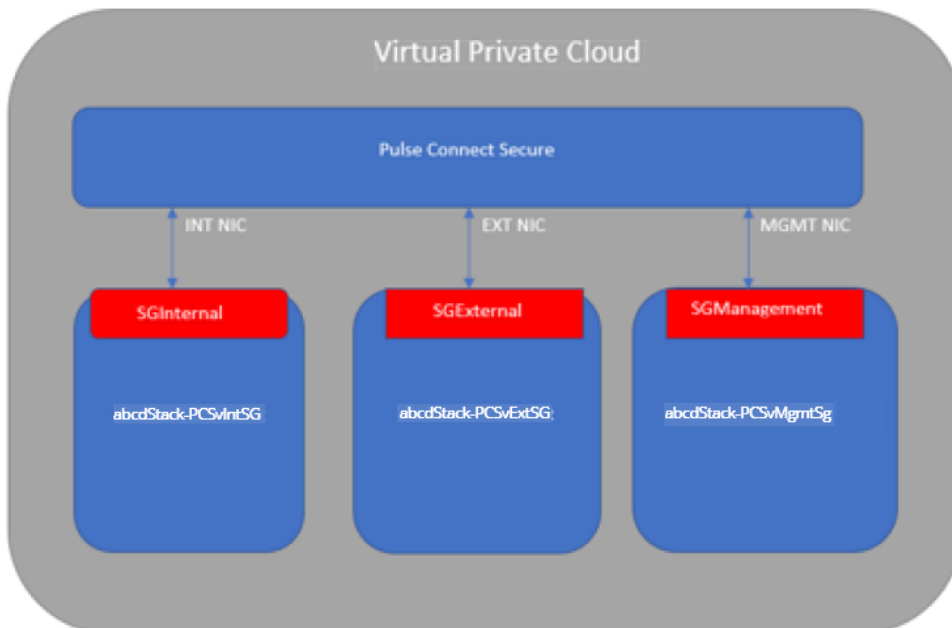 Virtual Private Cloud
Pulse Connect Secure
INT NIC
EXT NIC
MGMT NIC
SGInternal
SGExternal
SGManagement
abcdStack-PCSvIntSG
abcdStack-PCSvExtSG
abcdStack-PCSvMgmtSg